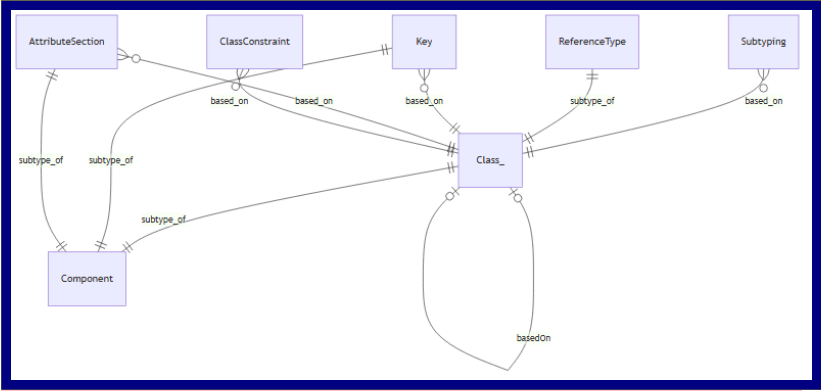 AttributeSection
ClassConstraint
Key
ReferenceType
Subtyping
based_on
based_on
based_on
subtype_of
based_on
subtype_of
subtype_of
Class_
subtype_of
Component
basedOn